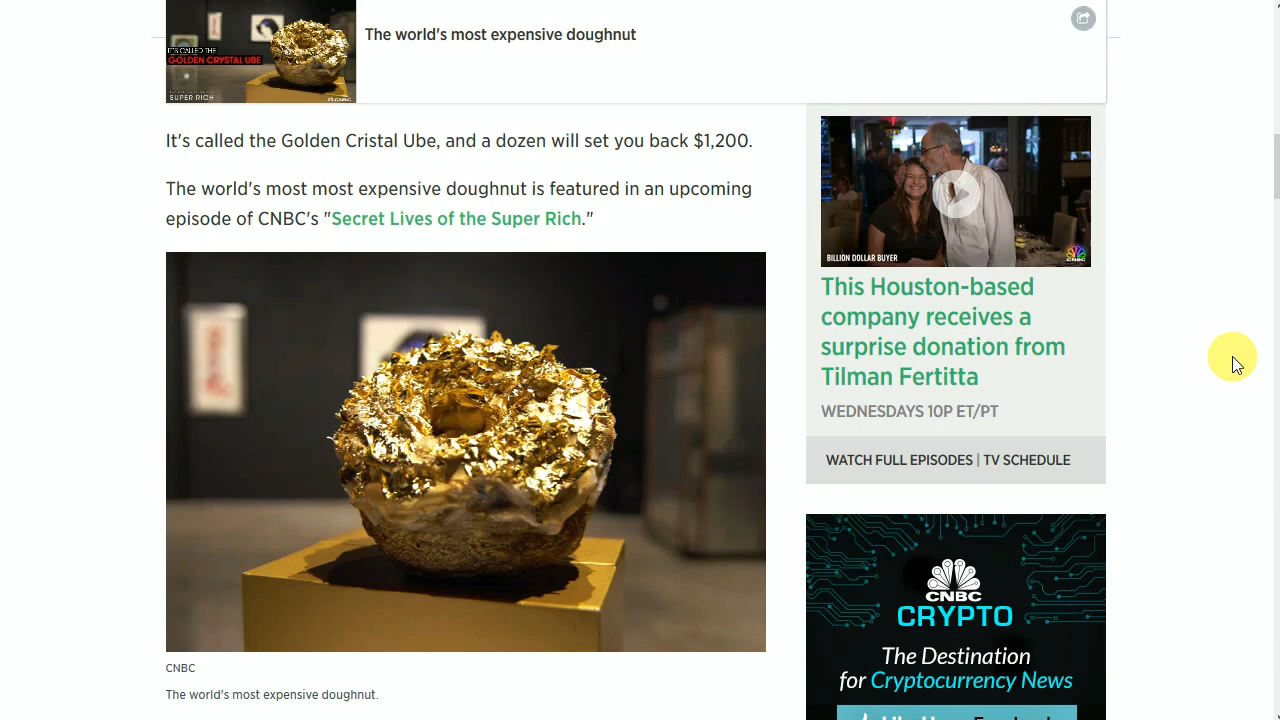 IT'S CALLED THE
GOLDEN CRYSTAL UBE
SUPER RICH
CNBC
The world's most expensive doughnut
It's called the Golden Cristal Ube, and a dozen will set you back $1,200.
The world's most most expensive doughnut is featured in an upcoming
episode of CNBC's "Secret Lives of the Super Rich."
CNBC
The world's most expensive doughnut.
BILLION DOLLAR BUYER
CNBC
This Houston-based
company receives a
surprise donation from
Tilman Fertitta
WEDNESDAYS 10P ET/PT
WATCH FULL EPISODES | TV SCHEDULE
CNBC
CRYPTO
The Destination
for Cryptocurrency News